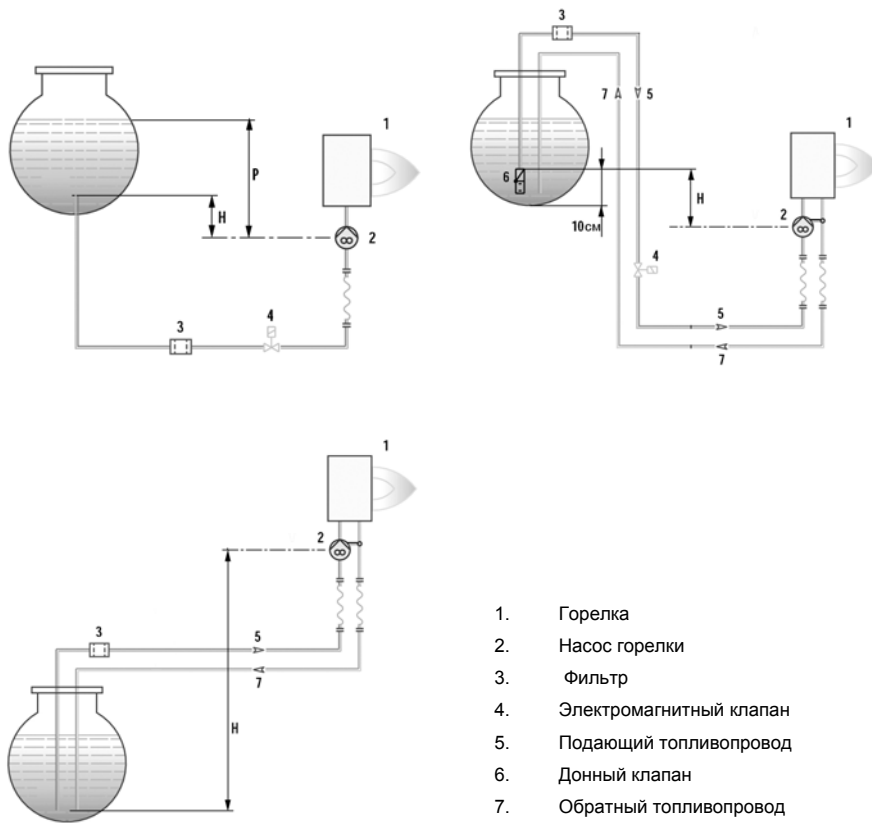 1
P
H
2
4
3
3
7
5
1
6
H
2
10см
4
5
7
1
2
3
5
7
H
1. Горелка
2. Насос горелки
3. Фильтр
4. Электромагнитный клапан
5. Подающий топливопровод
6. Донный клапан
7. Обратный топливопровод